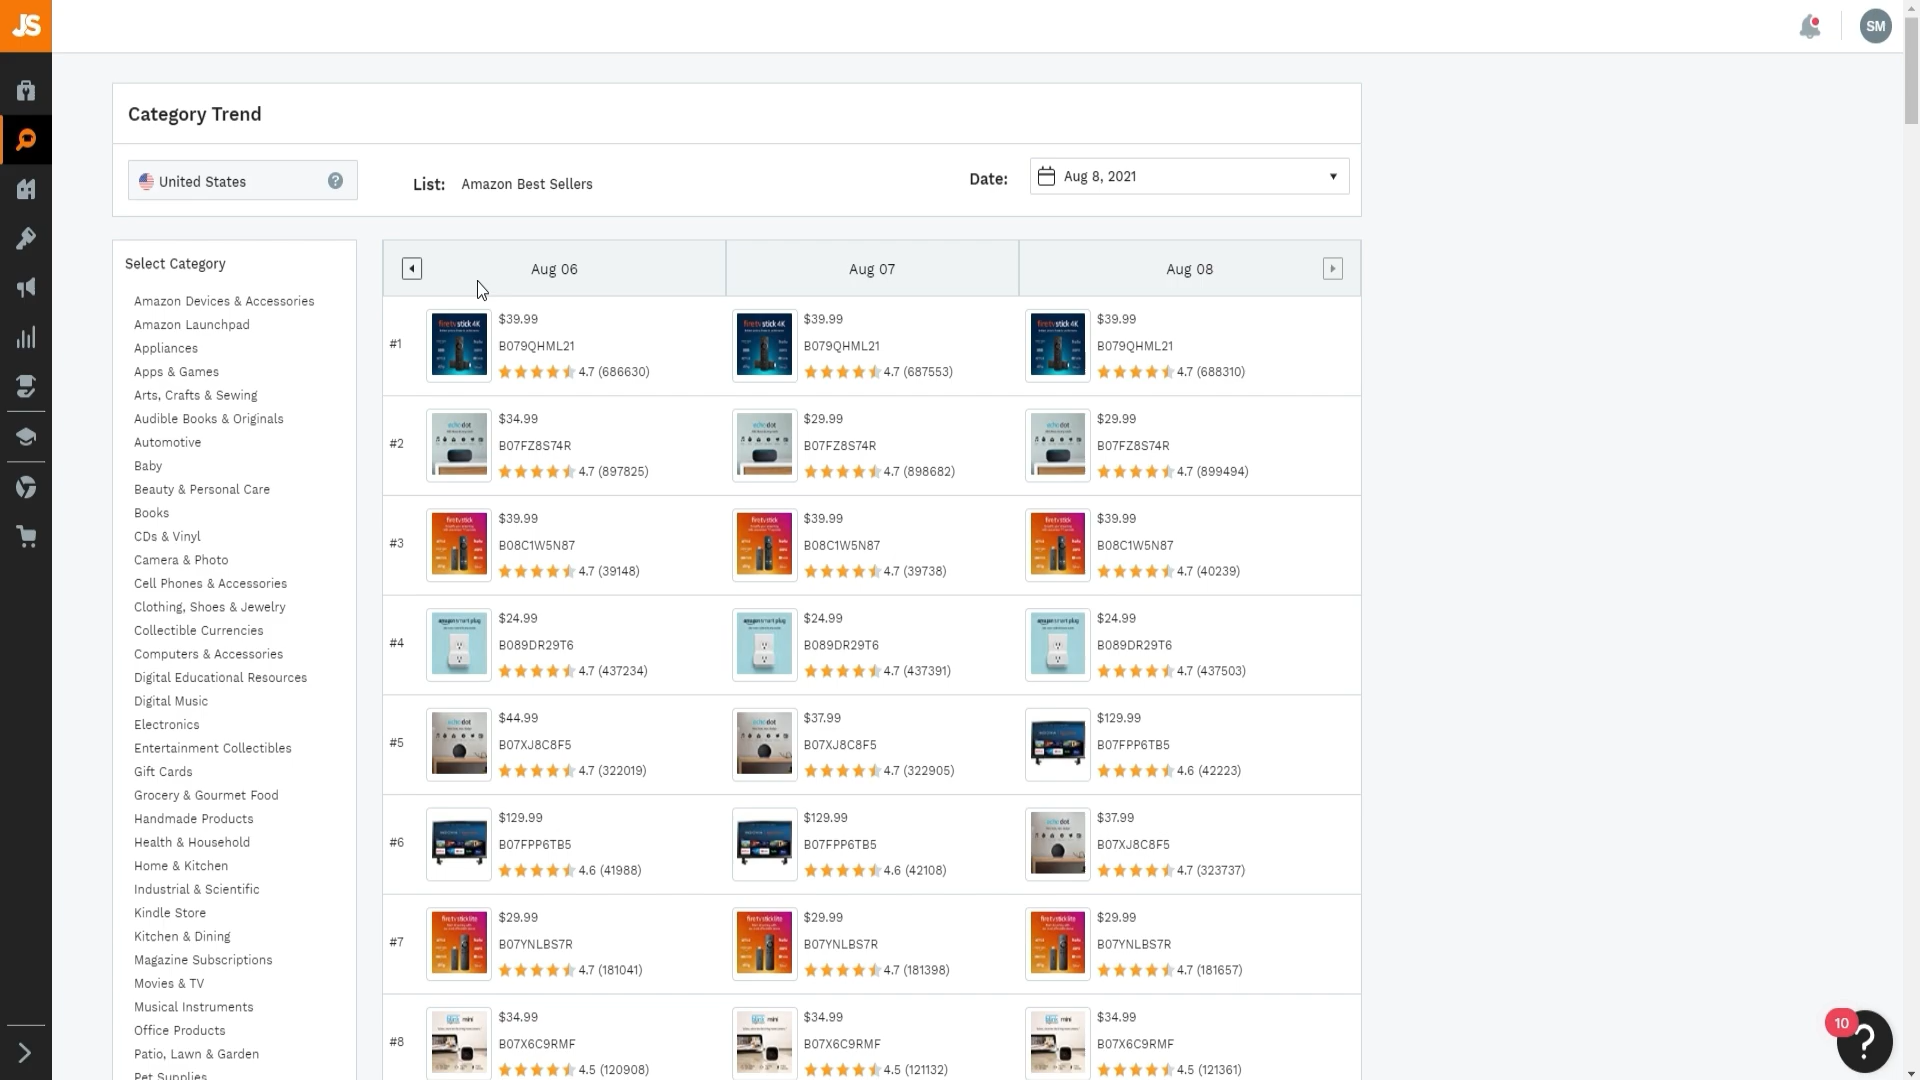 JS
SM
Category Trend
United States ?
List: Amazon Best Sellers
Date: Aug 8, 2021
Select Category
Amazon Devices & Accessories
Amazon Launchpad
Appliances
Apps & Games
Arts, Crafts & Sewing
Audible Books & Originals
Automotive
Baby
Beauty & Personal Care
Books
CDs & Vinyl
Camera & Photo
Cell Phones & Accessories
Clothing, Shoes & Jewelry
Collectible Currencies
Computers & Accessories
Digital Educational Resources
Digital Music
Electronics
Entertainment Collectibles
Gift Cards
Grocery & Gourmet Food
Handmade Products
Health & Household
Home & Kitchen
Industrial & Scientific
Kindle Store
Kitchen & Dining
Magazine Subscriptions
Movies & TV
Musical Instruments
Office Products
Patio, Lawn & Garden
Pet Supplies
Aug 06 Aug 07 Aug 08
#1
$39.99 $39.99 $39.99
B079QHML21 B079QHML21 B079QHML21
4.7 (686630) 4.7 (687553) 4.7 (688310)
#2
$34.99 $29.99 $29.99
B07FZ8S74R B07FZ8S74R B07FZ8S74R
4.7 (897825) 4.7 (898682) 4.7 (899494)
#3
$39.99 $39.99 $39.99
B08C1W5N87 B08C1W5N87 B08C1W5N87
4.7 (39148) 4.7 (39738) 4.7 (40239)
#4
$24.99 $24.99 $24.99
B089DR29T6 B089DR29T6 B089DR29T6
4.7 (437234) 4.7 (437391) 4.7 (437503)
#5
$44.99 $37.99 $129.99
B07XJ8C8F5 B07XJ8C8F5 B07FPP6TB5
4.7 (322019) 4.7 (322905) 4.6 (42223)
#6
$129.99 $129.99 $37.99
B07FPP6TB5 B07FPP6TB5 B07XJ8C8F5
4.6 (41988) 4.6 (42108) 4.7 (323737)
#7
$29.99 $29.99 $29.99
B07YNLBS7R B07YNLBS7R B07YNLBS7R
4.7 (181041) 4.7 (181398) 4.7 (181657)
#8
$34.99 $34.99 $34.99
B07X6C9RMF B07X6C9RMF B07X6C9RMF
4.5 (120908) 4.5 (121132) 4.5 (121361)
10
?